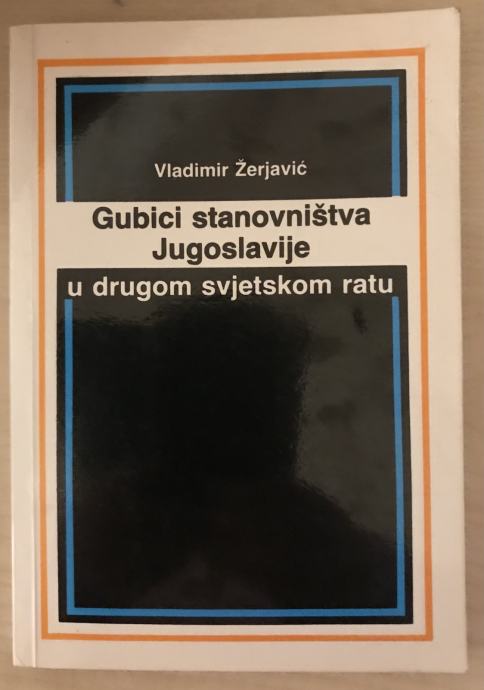 Vladimir Žerjavić
Gubici stanovništva
Jugoslavije
u drugom svjetskom ratu